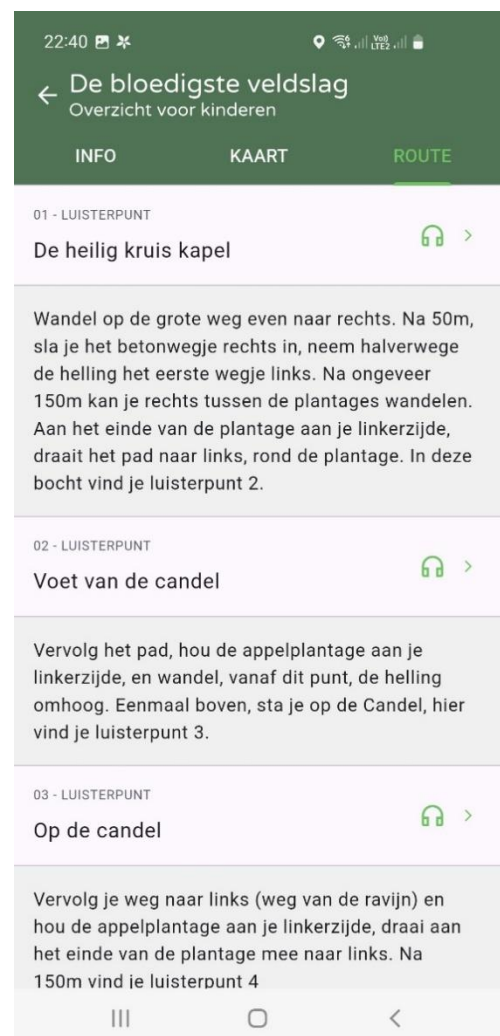 22:40
Vo))
LTE2
De bloedigste veldslag
Overzicht voor kinderen
INFO KAART ROUTE
01 - LUISTERPUNT
De heilig kruis kapel
Wandel op de grote weg even naar rechts. Na 50m,
sla je het betonwegje rechts in, neem halverwege
de helling het eerste wegje links. Na ongeveer
150m kan je rechts tussen de plantages wandelen.
Aan het einde van de plantage aan je linkerzijde,
draait het pad naar links, rond de plantage. In deze
bocht vind je luisterpunt 2.
02 - LUISTERPUNT
Voet van de candel
Vervolg het pad, hou de appelplantage aan je
linkerzijde, en wandel, vanaf dit punt, de helling
omhoog. Eenmaal boven, sta je op de Candel, hier
vind je luisterpunt 3.
03 - LUISTERPUNT
Op de candel
Vervolg je weg naar links (weg van de ravijn) en
hou de appelplantage aan je linkerzijde, draai aan
het einde van de plantage mee naar links. Na
150m vind je luisterpunt 4